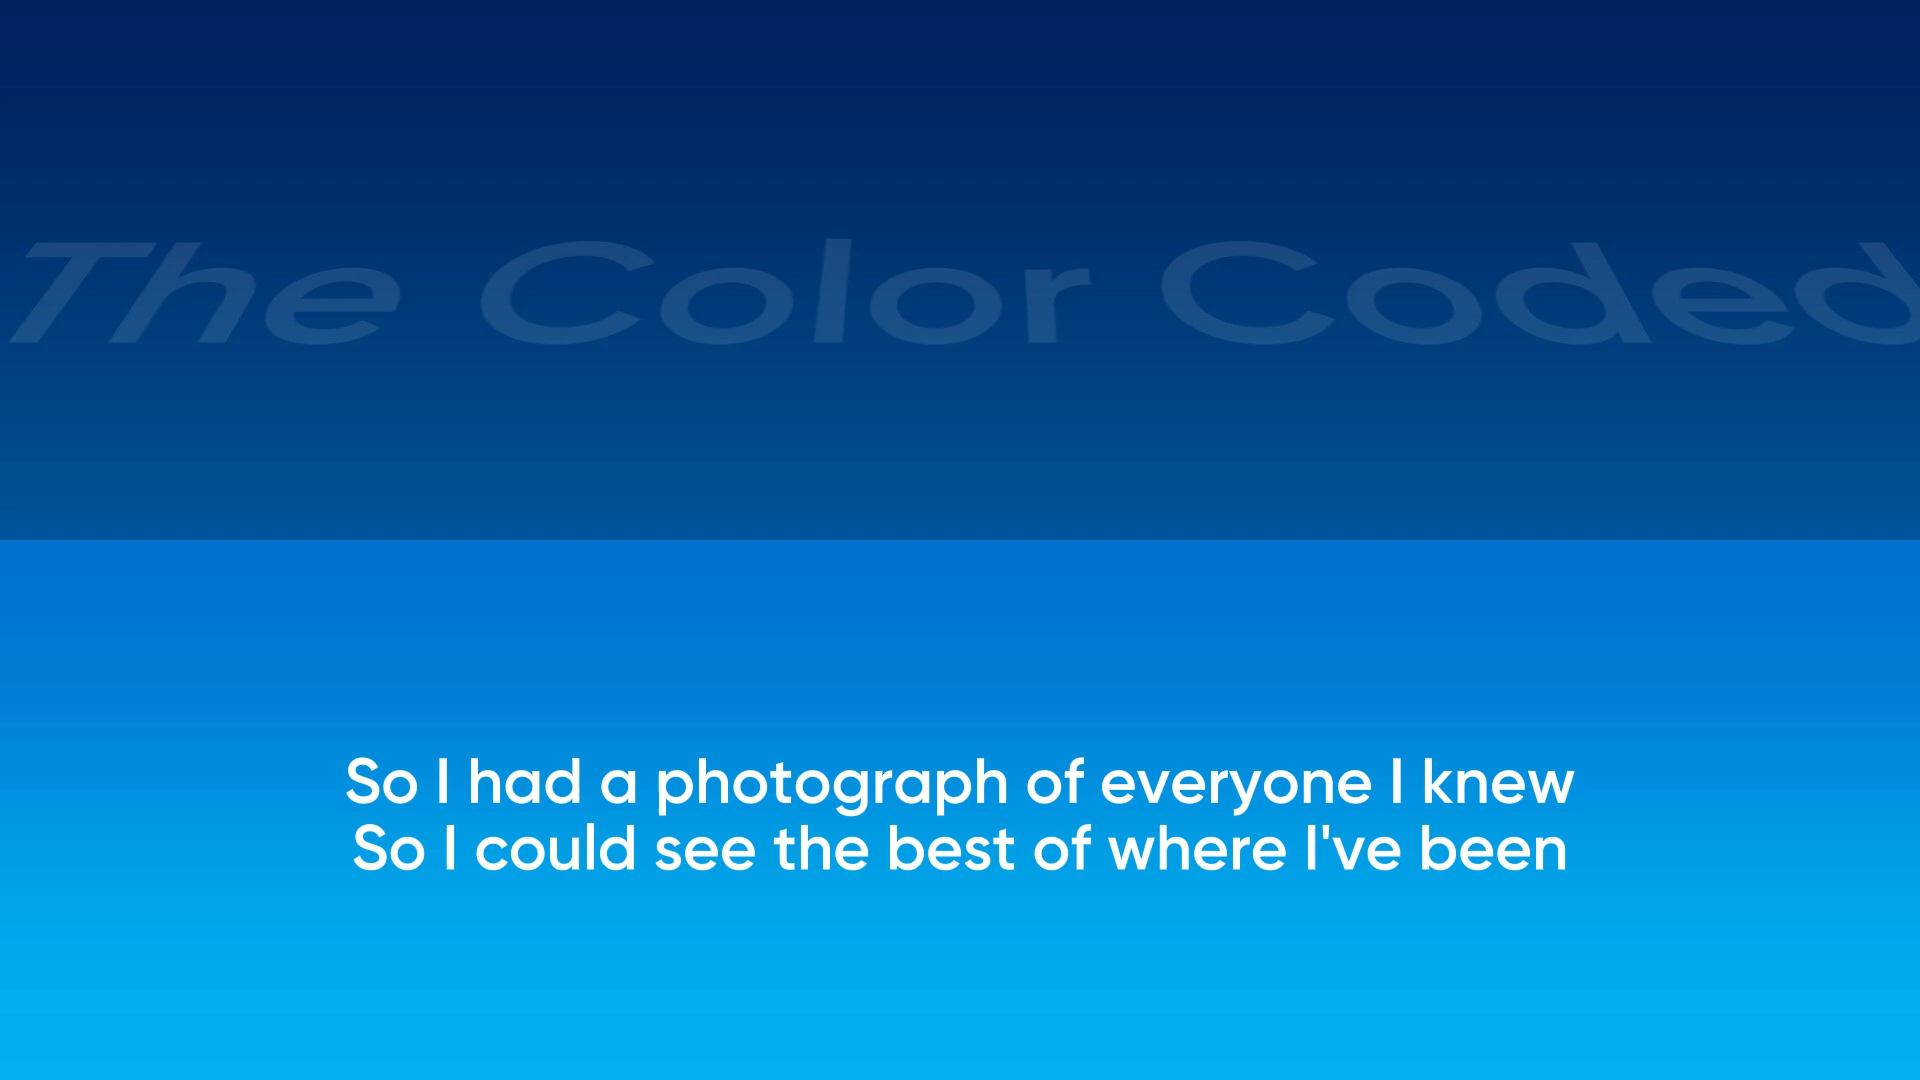 The Color Coded
So I had a photograph of everyone I knew
So I could see the best of where I've been